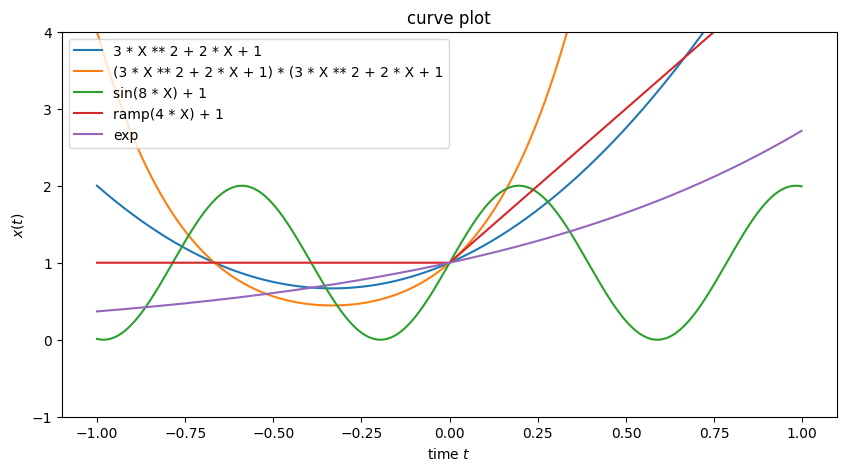 curve plot
3 * X ** 2 + 2 * X + 1
(3 * X ** 2 + 2 * X + 1) * (3 * X ** 2 + 2 * X + 1
sin(8 * X) + 1
ramp(4 * X) + 1
exp
4
3
2
1
0
−1
x(t)
−1.00 −0.75 −0.50 −0.25 0.00 0.25 0.50 0.75 1.00
time t